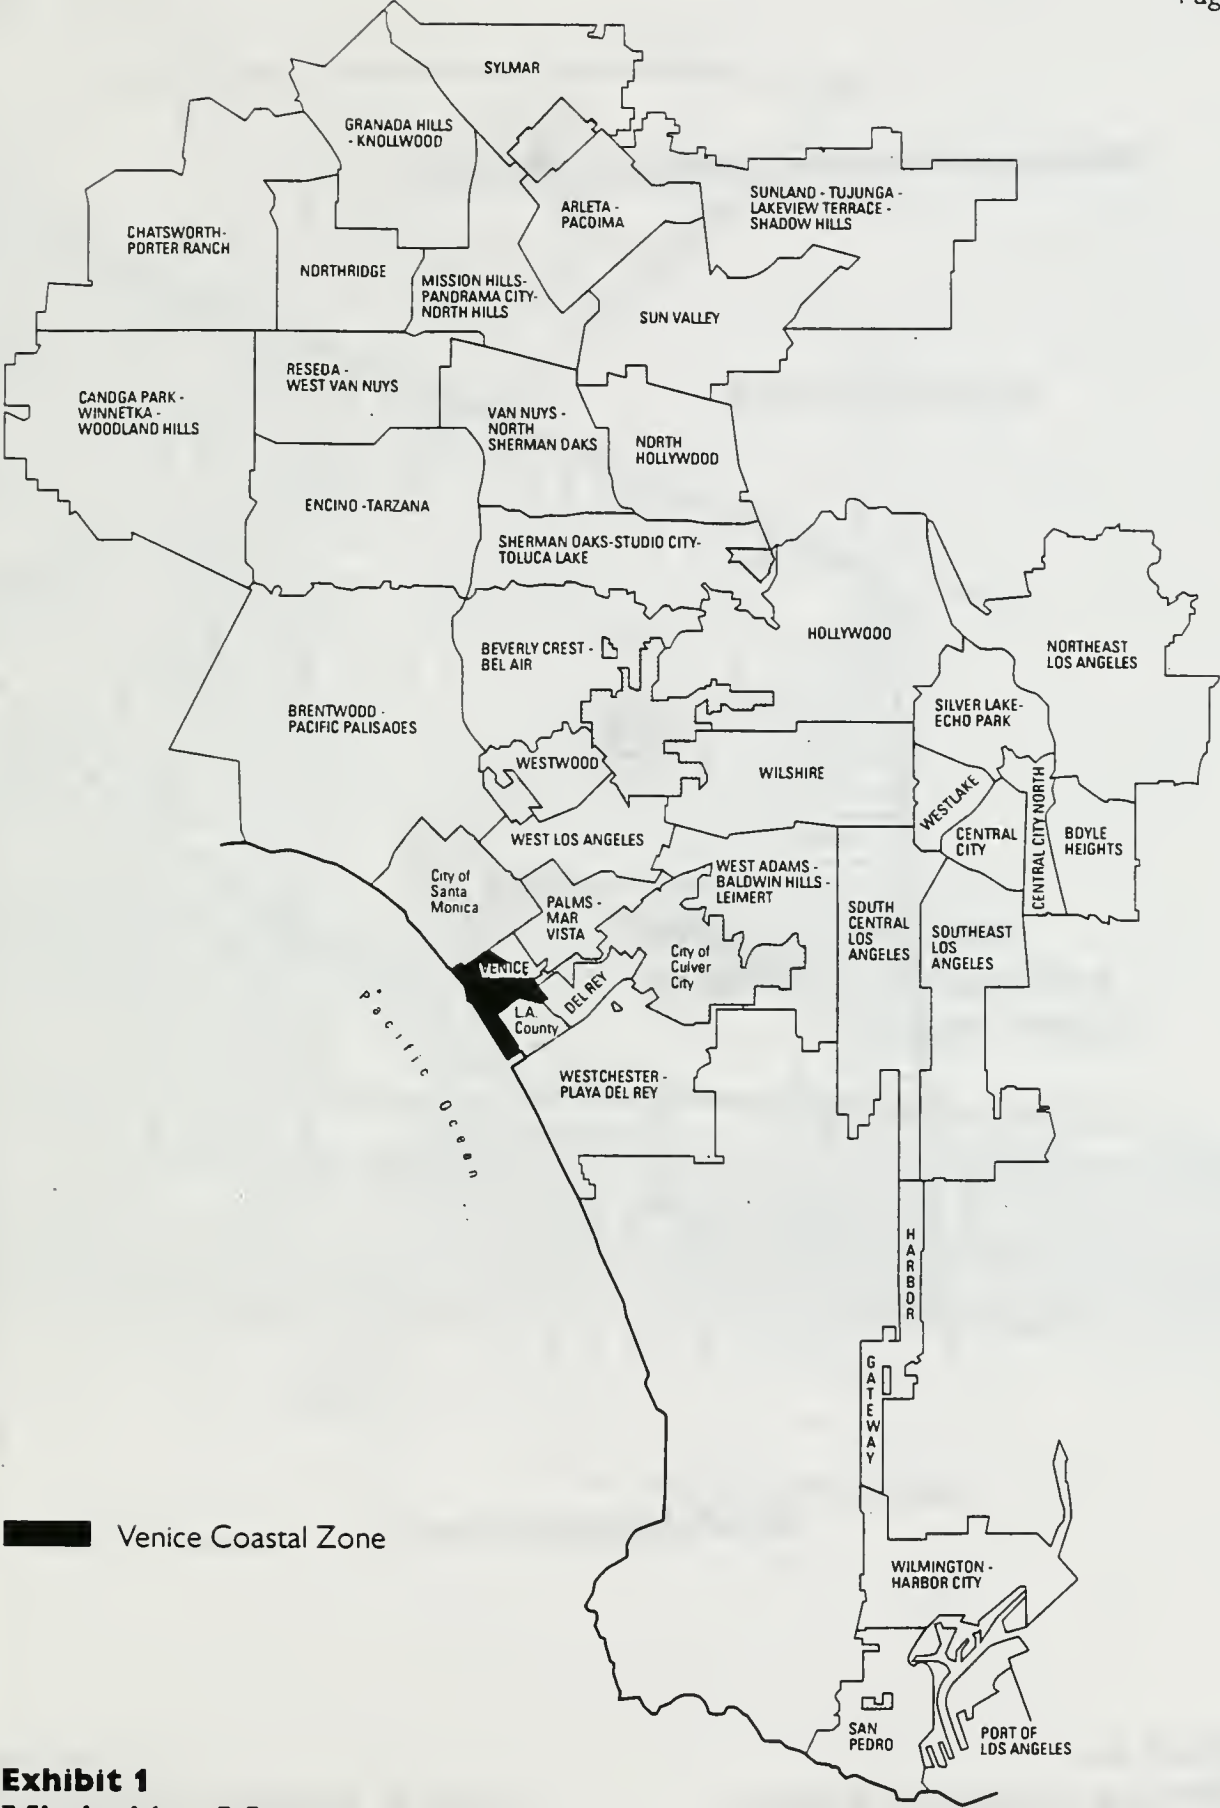 SYLMAR
GRANADA HILLS
- KNOLLWOOD
ARLETA -
PACOIMA
SUNLAND - TUJUNGA -
LAKEVIEW TERRACE -
SHADOW HILLS
CHATSWORTH-
PORTER RANCH
NORTHRIDGE
MISSION HILLS-
PANORAMA CITY-
NORTH HILLS
SUN VALLEY
RESEDA -
WEST VAN NUYS
CANOGA PARK -
WINNETKA -
WOODLAND HILLS
VAN NUYS -
NORTH
SHERMAN OAKS
NORTH
HOLLYWOOD
ENCINO -TARZANA
SHERMAN OAKS-STUDIO CITY-
TOLUCA LAKE
HOLLYWOOD
NORTHEAST
LOS ANGELES
BEVERLY CREST -
BEL AIR
SILVER LAKE-
ECHO PARK
BRENTWOOD -
PACIFIC PALISADES
WESTWOOD
WILSHIRE
WESTLAKE
CENTRAL
CITY
CENTRAL CITY NORTH
BOYLE
HEIGHTS
WEST LOS ANGELES
City of
Santa
Monica
WEST ADAMS -
BALDWIN HILLS -
LEIMERT
PALMS -
MAR
VISTA
SOUTH
CENTRAL
LOS
ANGELES
SOUTHEAST
LOS
ANGELES
City of
Culver
City
VENICE
DEL REY
L.A.
County
Pacific Ocean
WESTCHESTER -
PLAYA DEL REY
HARBOR
GATEWAY
Venice Coastal Zone
WILMINGTON -
HARBOR CITY
SAN
PEDRO
PORT OF
LOS ANGELES
Exhibit 1